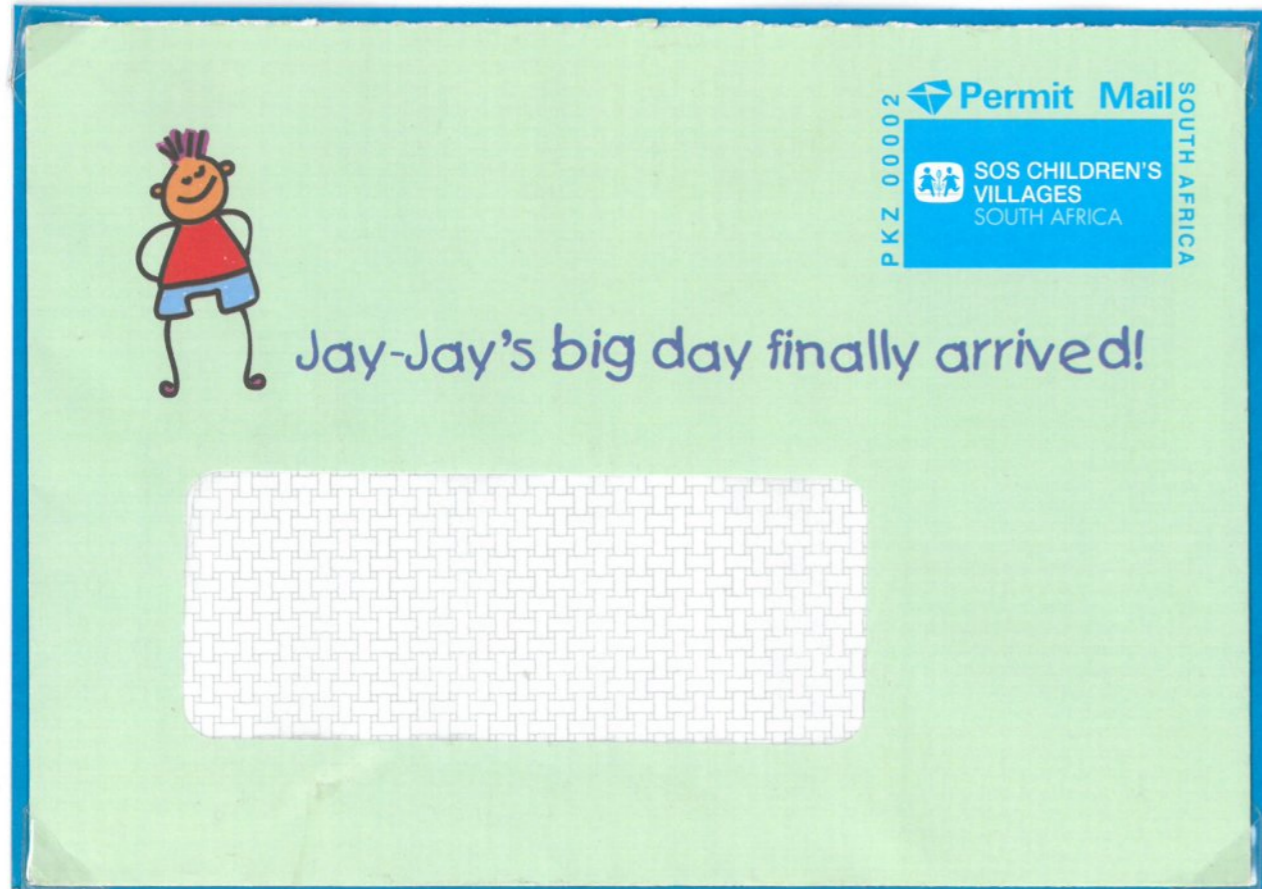 Permit Mail
PKZ 00002
SOS CHILDREN'S
VILLAGES
SOUTH AFRICA
SOUTH AFRICA
Jay-Jay's big day finally arrived!